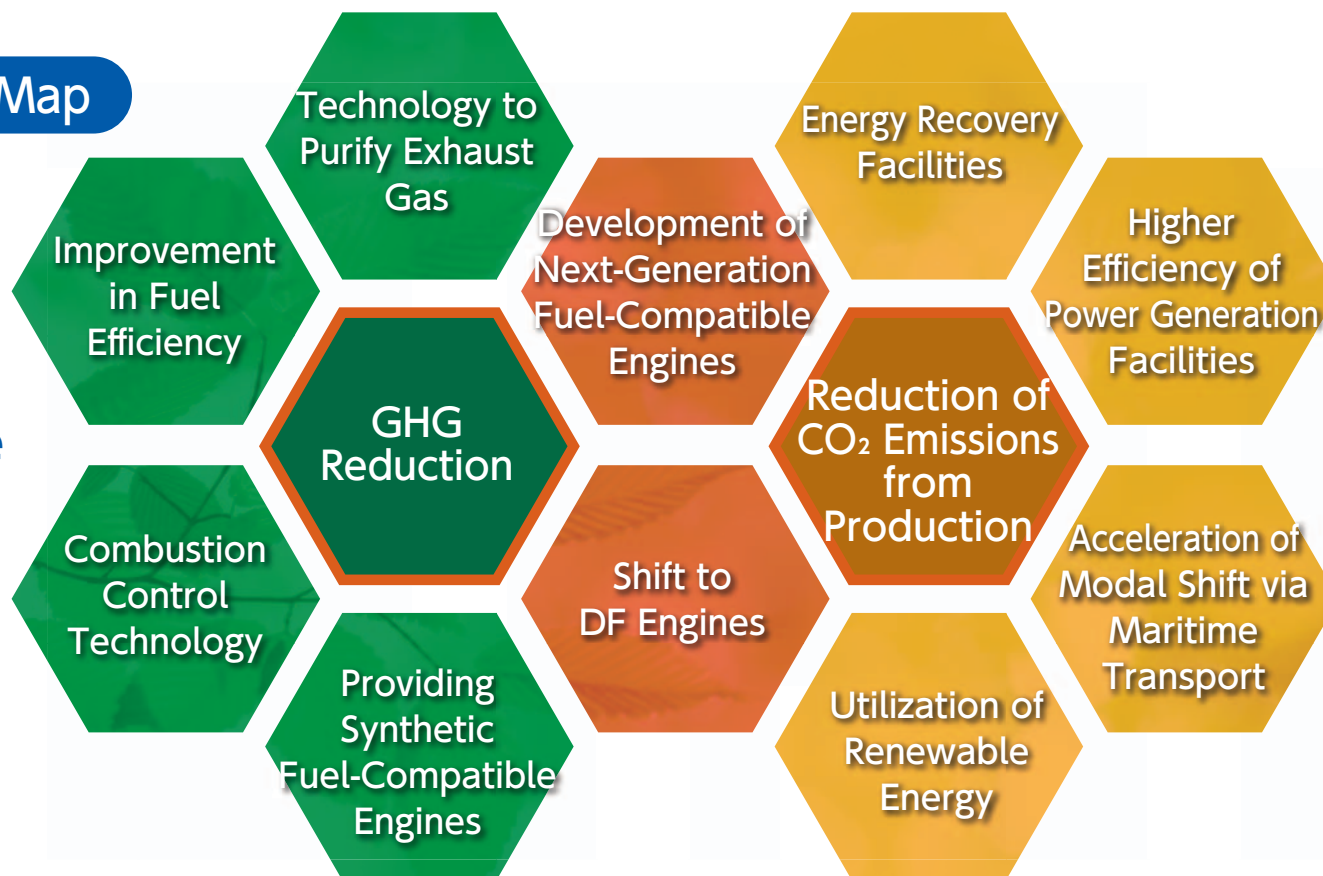 Map
Technology to
Purify Exhaust
Gas
Energy Recovery
Facilities
Improvement
in Fuel
Efficiency
Development of
Next-Generation
Fuel-Compatible
Engines
Higher
Efficiency of
Power Generation
Facilities
GHG
Reduction
Reduction of
CO₂ Emissions
from
Production
Combustion
Control
Technology
Shift to
DF Engines
Acceleration of
Modal Shift via
Maritime
Transport
Providing
Synthetic
Fuel-Compatible
Engines
Utilization of
Renewable
Energy